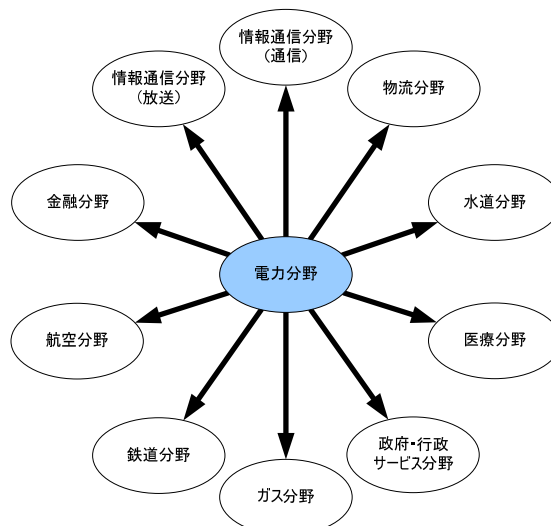 情報通信分野
(通信)
情報通信分野
(放送)
物流分野
金融分野
水道分野
電力分野
航空分野
医療分野
鉄道分野
政府・行政
サービス分野
ガス分野